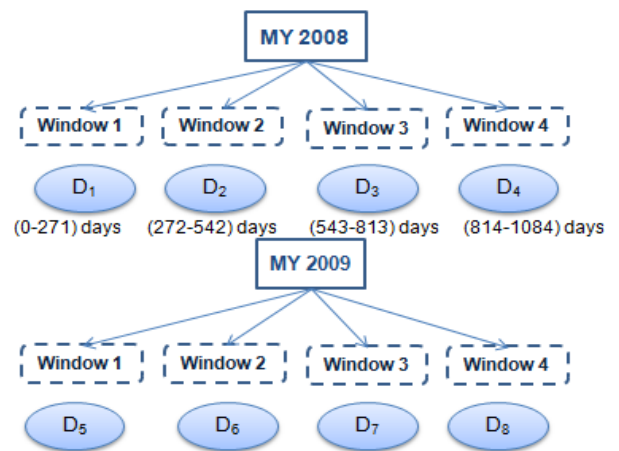 MY 2008
Window 1 Window 2 Window 3 Window 4
D₁ D₂ D₃ D₄
(0-271) days (272-542) days (543-813) days (814-1084) days
MY 2009
Window 1 Window 2 Window 3 Window 4
D₅ D₆ D₇ D₈